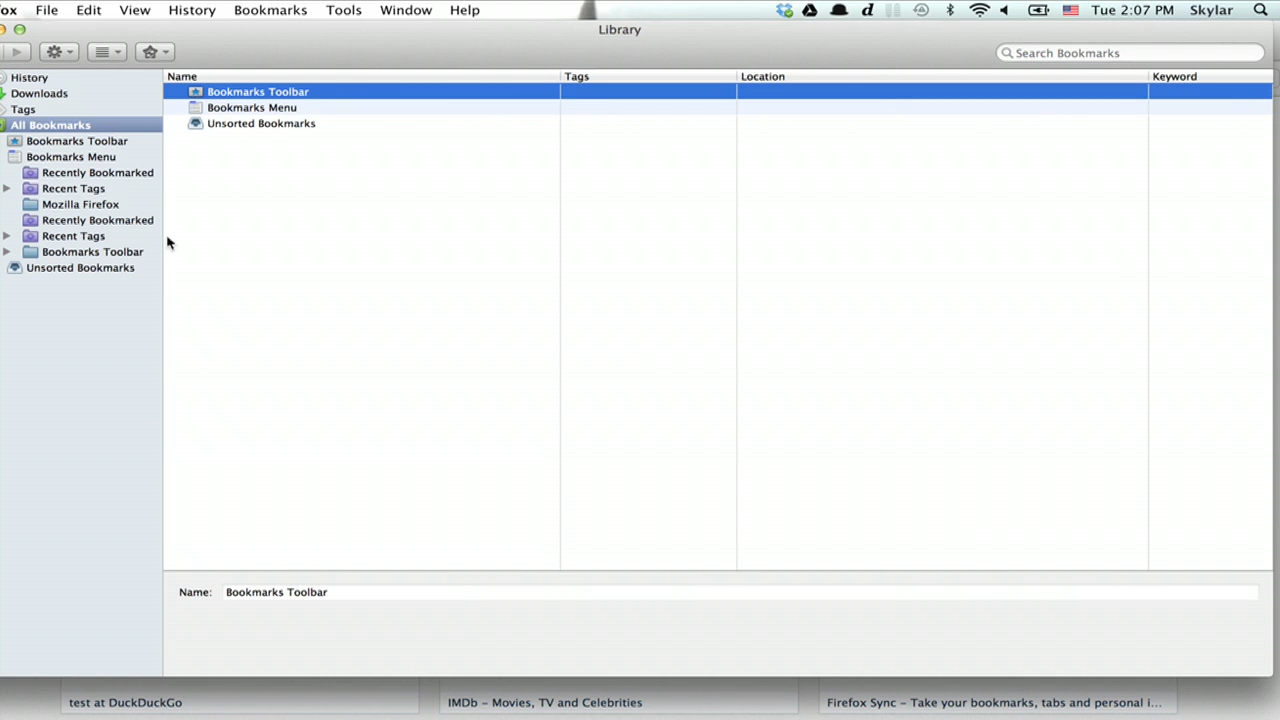 ox File Edit View History Bookmarks Tools Window Help d Tue 2:07 PM Skylar
Library
Search Bookmarks
History
Downloads
Tags
All Bookmarks
Bookmarks Toolbar
Bookmarks Menu
Recently Bookmarked
Recent Tags
Mozilla Firefox
Recently Bookmarked
Recent Tags
Bookmarks Toolbar
Unsorted Bookmarks
Name Tags Location Keyword
Bookmarks Toolbar
Bookmarks Menu
Unsorted Bookmarks
Name: Bookmarks Toolbar
test at DuckDuckGo
IMDb – Movies, TV and Celebrities
Firefox Sync – Take your bookmarks, tabs and personal i...